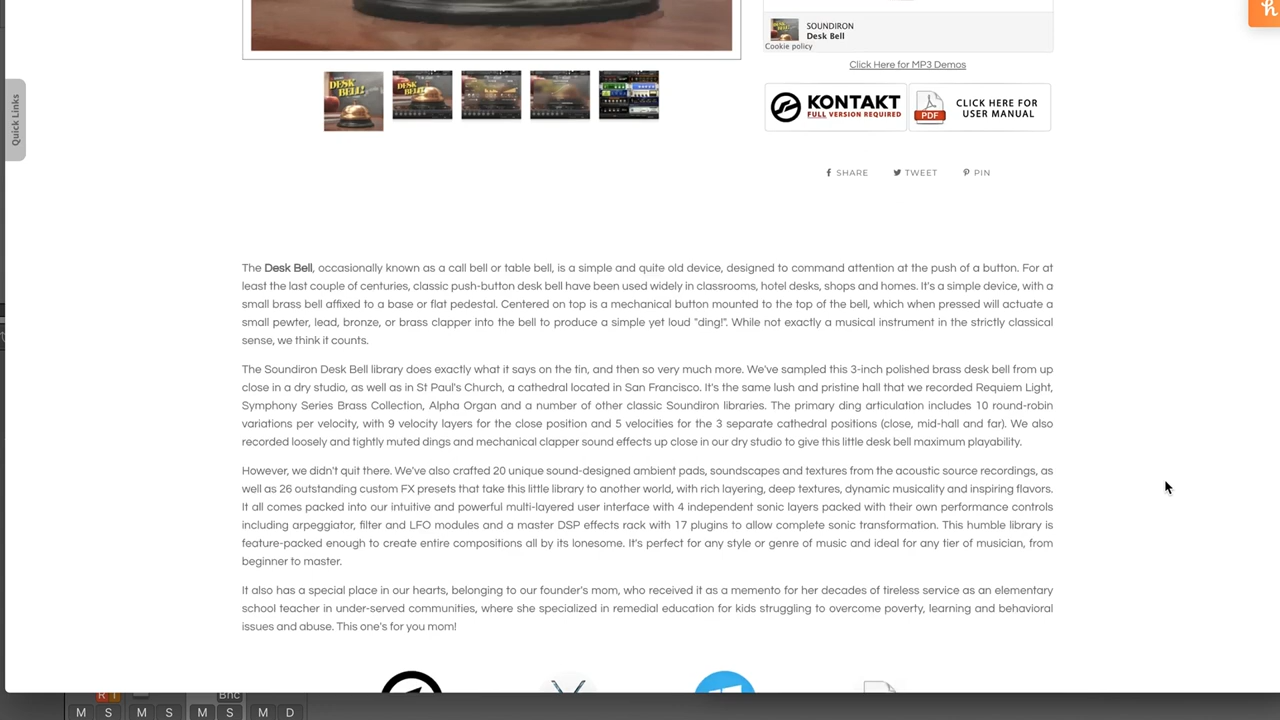 SOUNDIRON
Desk Bell
Cookie policy
Click Here for MP3 Demos
KONTAKT
FULL VERSION REQUIRED
PDF
CLICK HERE FOR
USER MANUAL
Quick Links
DESK
BELL!
SHARE TWEET PIN
The Desk Bell, occasionally known as a call bell or table bell, is a simple and quite old device, designed to command attention at the push of a button. For at
least the last couple of centuries, classic push-button desk bell have been used widely in classrooms, hotel desks, shops and homes. It's a simple device, with a
small brass bell affixed to a base or flat pedestal. Centered on top is a mechanical button mounted to the top of the bell, which when pressed will actuate a
small pewter, lead, bronze, or brass clapper into the bell to produce a simple yet loud "ding!". While not exactly a musical instrument in the strictly classical
sense, we think it counts.
The Soundiron Desk Bell library does exactly what it says on the tin, and then so very much more. We've sampled this 3-inch polished brass desk bell from up
close in a dry studio, as well as in St Paul's Church, a cathedral located in San Francisco. It's the same lush and pristine hall that we recorded Requiem Light,
Symphony Series Brass Collection, Alpha Organ and a number of other classic Soundiron libraries. The primary ding articulation includes 10 round-robin
variations per velocity, with 9 velocity layers for the close position and 5 velocities for the 3 separate cathedral positions (close, mid-hall and far). We also
recorded loosely and tightly muted dings and mechanical clapper sound effects up close in our dry studio to give this little desk bell maximum playability.
However, we didn't quit there. We've also crafted 20 unique sound-designed ambient pads, soundscapes and textures from the acoustic source recordings, as
well as 26 outstanding custom FX presets that take this little library to another world, with rich layering, deep textures, dynamic musicality and inspiring flavors.
It all comes packed into our intuitive and powerful multi-layered user interface with 4 independent sonic layers packed with their own performance controls
including arpeggiator, filter and LFO modules and a master DSP effects rack with 17 plugins to allow complete sonic transformation. This humble library is
feature-packed enough to create entire compositions all by its lonesome. It's perfect for any style or genre of music and ideal for any tier of musician, from
beginner to master.
It also has a special place in our hearts, belonging to our founder's mom, who received it as a memento for her decades of tireless service as an elementary
school teacher in under-served communities, where she specialized in remedial education for kids struggling to overcome poverty, learning and behavioral
issues and abuse. This one's for you mom!
Bnc
M S M S M S M D